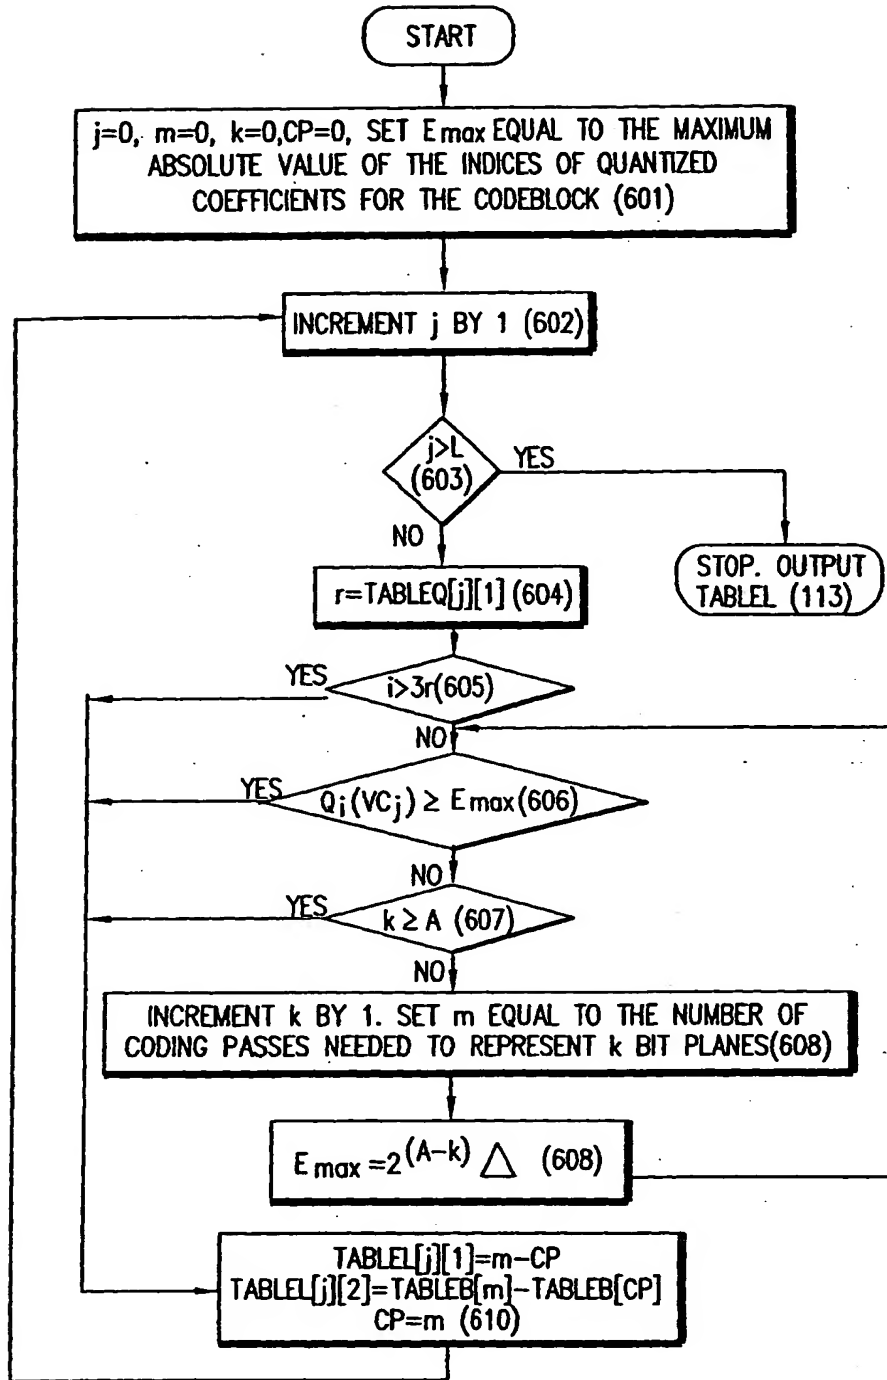 START
j=0, m=0, k=0,CP=0, SET Emax EQUAL TO THE MAXIMUM
ABSOLUTE VALUE OF THE INDICES OF QUANTIZED
COEFFICIENTS FOR THE CODEBLOCK (601)
INCREMENT j BY 1 (602)
j>L
(603)
YES
NO
STOP. OUTPUT
TABLEL (113)
r=TABLEQ[j][1] (604)
YES
i>3r(605)
NO
YES
Qi(VCj) ≥ Emax(606)
NO
YES
k ≥ A (607)
NO
INCREMENT k BY 1. SET m EQUAL TO THE NUMBER OF
CODING PASSES NEEDED TO REPRESENT k BIT PLANES(608)
Emax=2^(A-k) △ (608)
TABLEL[j][1]=m-CP
TABLEL[j][2]=TABLEB[m]-TABLEB[CP]
CP=m (610)